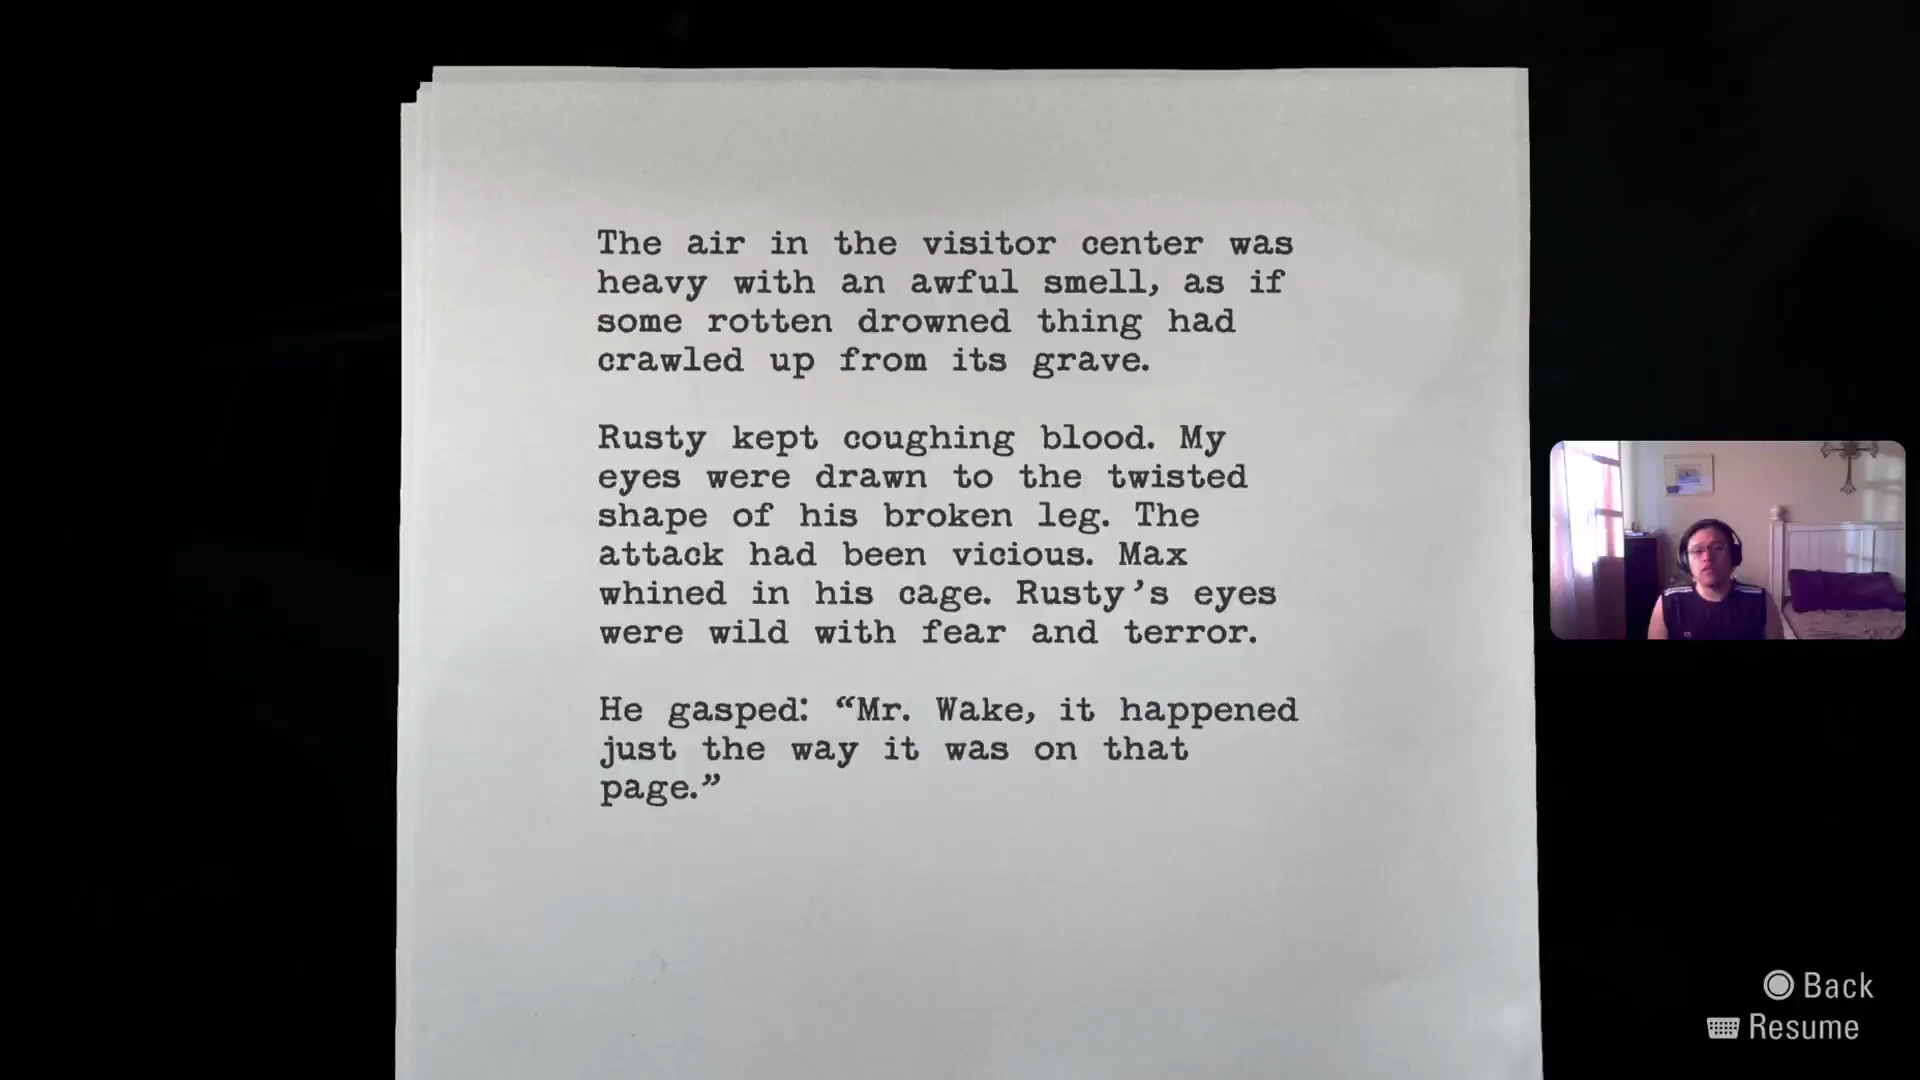 The air in the visitor center was
heavy with an awful smell, as if
some rotten drowned thing had
crawled up from its grave.
Rusty kept coughing blood. My
eyes were drawn to the twisted
shape of his broken leg. The
attack had been vicious. Max
whined in his cage. Rusty’s eyes
were wild with fear and terror.
He gasped: “Mr. Wake, it happened
just the way it was on that
page.”
Back
Resume